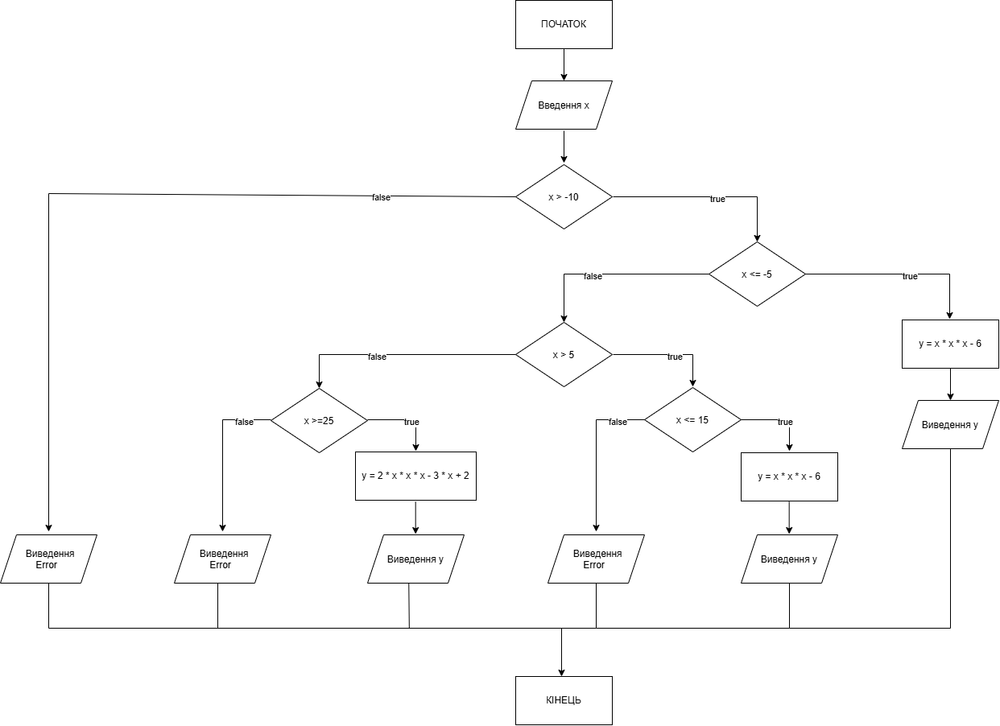 ПОЧАТОК
Введення x
x > -10
false
true
x <= -5
false
true
x > 5
y = x * x * x - 6
false
true
x >=25
x <= 15
false
true
false
true
Виведення y
y = 2 * x * x * x - 3 * x + 2
y = x * x * x - 6
Виведення
Error
Виведення
Error
Виведення y
Виведення
Error
Виведення y
КІНЕЦЬ